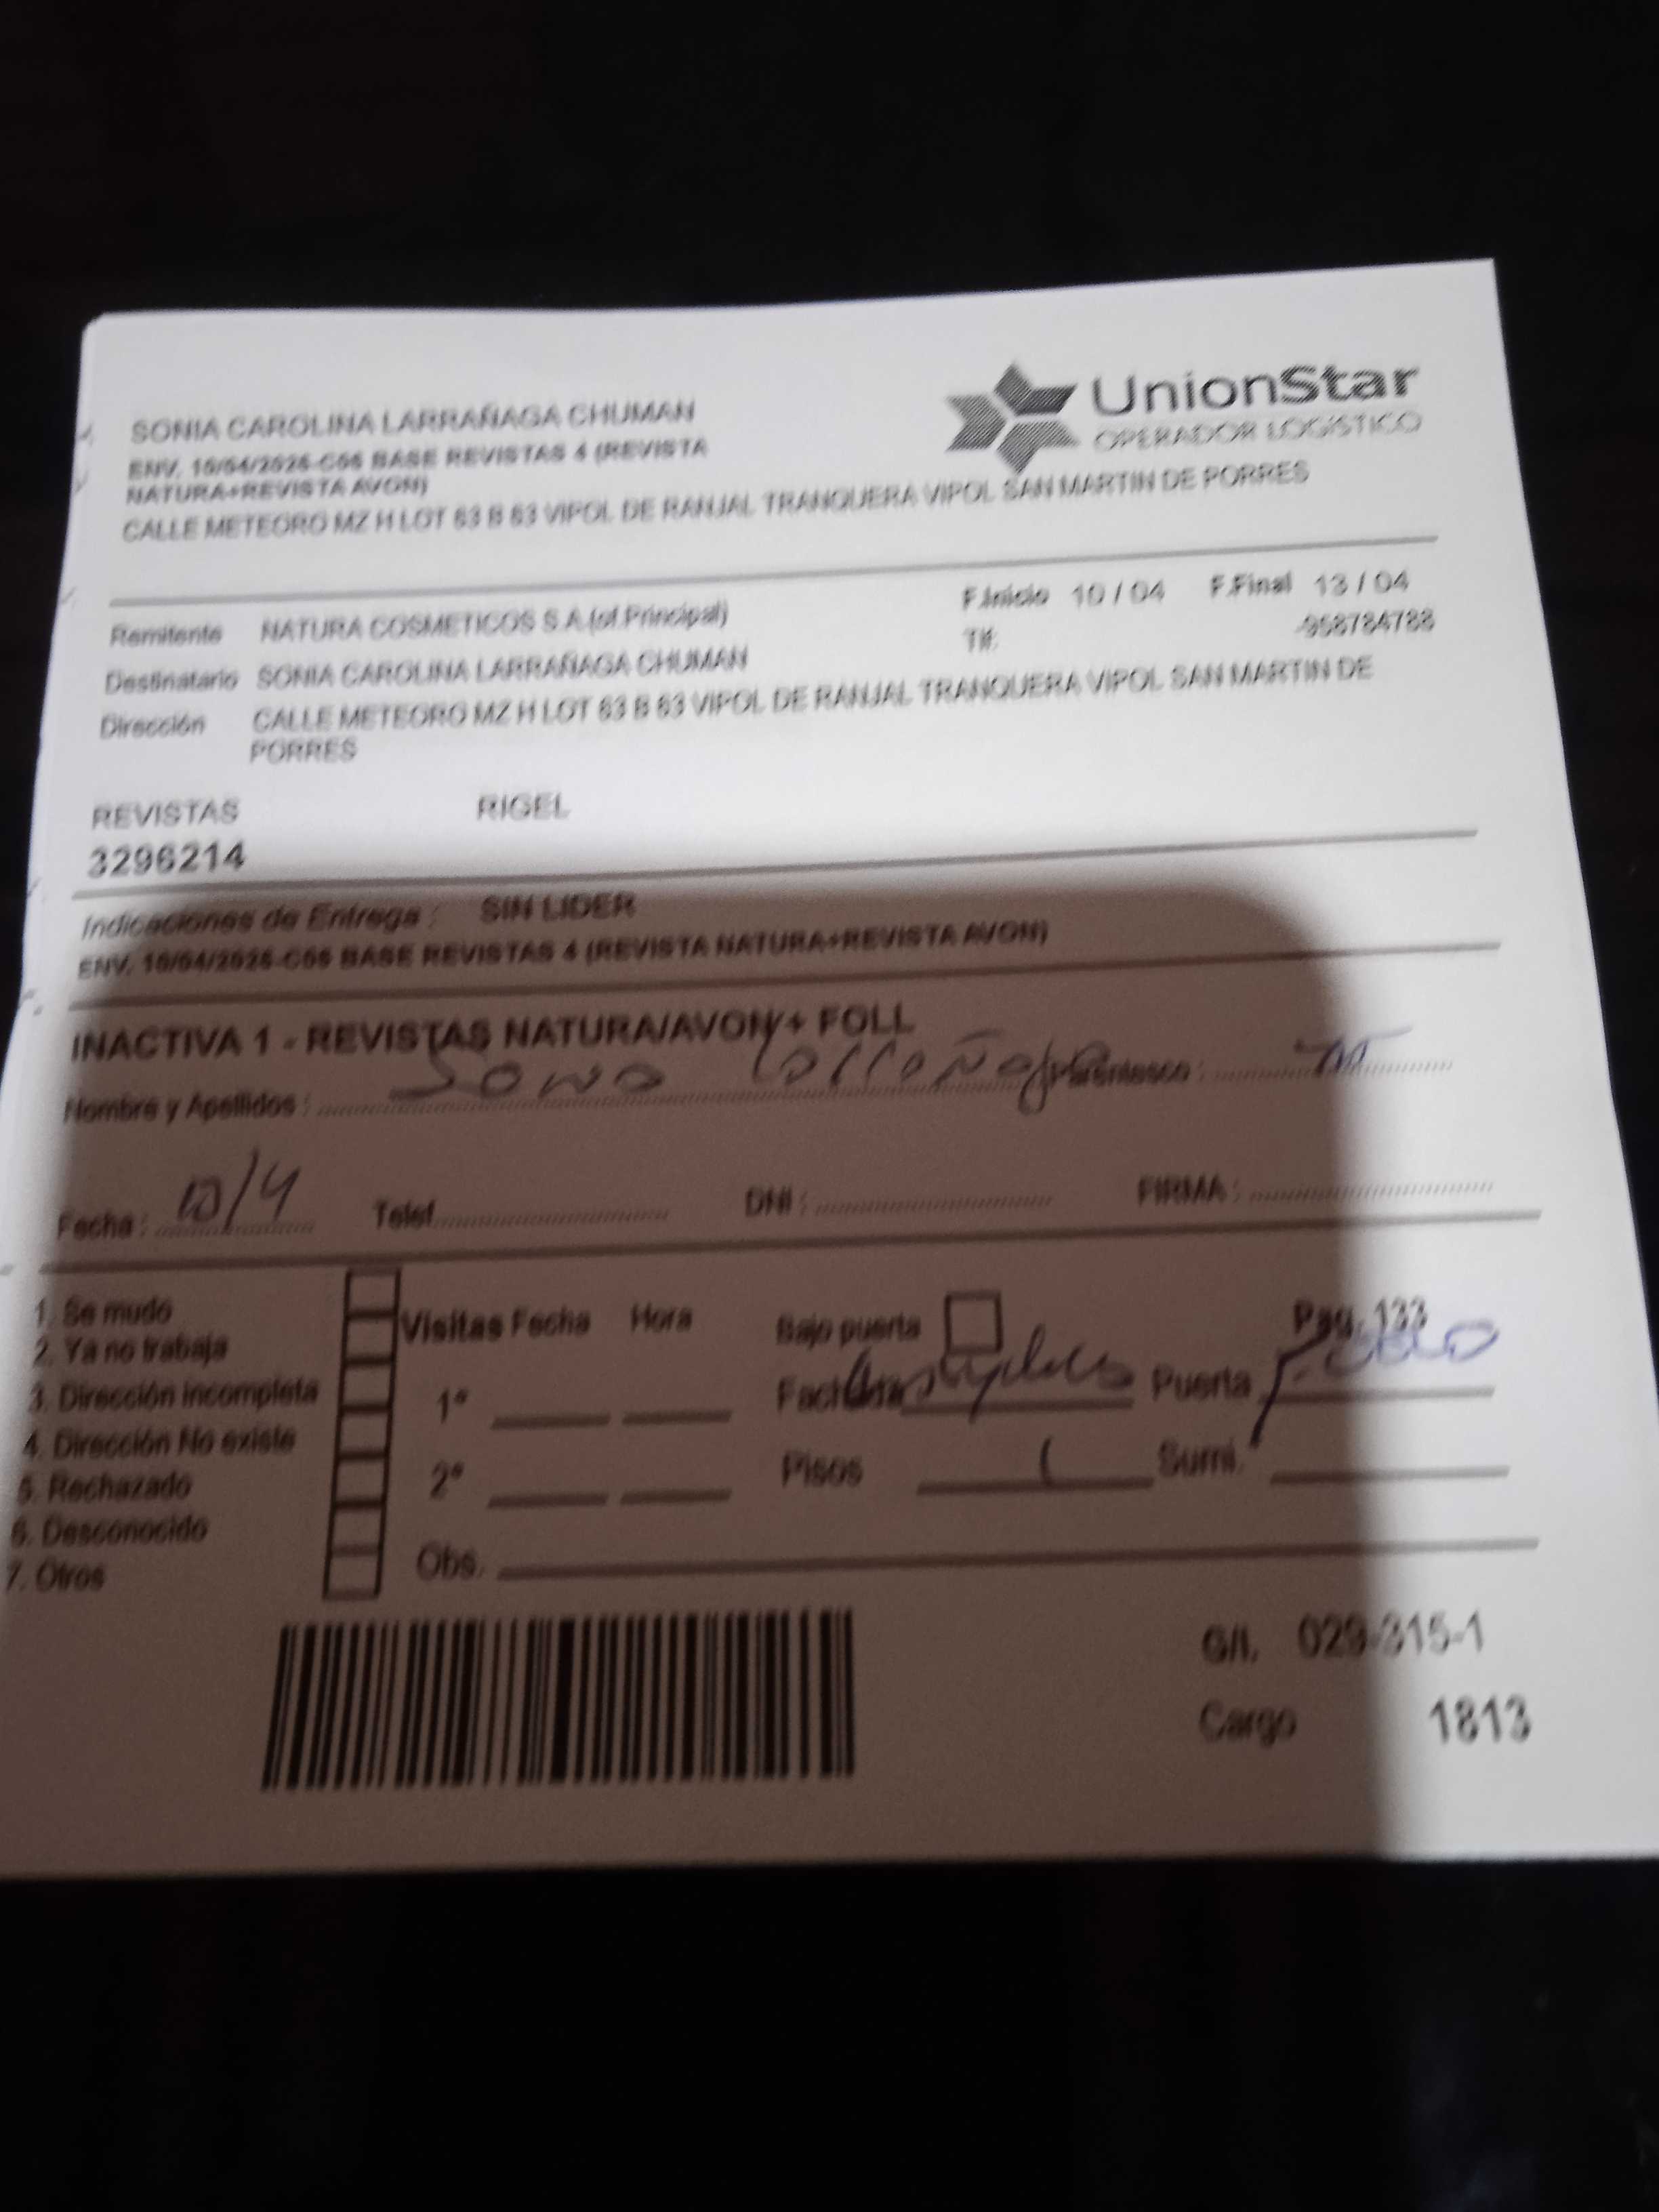 UnionStar
OPERADOR LOGÍSTICO
SONIA CAROLINA LARRAÑAGA CHUMAN
ENV. 10/04/2026-C06 BASE REVISTAS 4 (REVISTA
NATURA+REVISTA AVON)
CALLE METEORO MZ H LOT 63 B 63 VIPOL DE RANJAL TRANQUERA VIPOL SAN MARTIN DE PORRES
F.Inicio 10 / 04 F.Final 13 / 04
Remitente NATURA COSMETICOS S.A.(of.Principal) Tlf: -958784788
Destinatario SONIA CAROLINA LARRAÑAGA CHUMAN
Dirección CALLE METEORO MZ H LOT 63 B 63 VIPOL DE RANJAL TRANQUERA VIPOL SAN MARTIN DE
PORRES
REVISTAS RIGEL
3296214
Indicaciones de Entrega : SIN LIDER
ENV. 10/04/2026-C06 BASE REVISTAS 4 (REVISTA NATURA+REVISTA AVON)
INACTIVA 1 - REVISTAS NATURA/AVON + FOLL
Nombre y Apellidos : Sonia Larrañaga Parentesco : TIT
Fecha : 10/4 Telef. DNI : FIRMA :
1. Se mudó
2. Ya no trabaja
3. Dirección incompleta
4. Dirección No existe
5. Rechazado
6. Desconocido
7. Otros
Visitas Fecha Hora
1°
2°
Obs.
Bajo puerta Pag. 133
Fachada Puerta
Pisos 1 Sumi.
G/I. 029-315-1
Cargo 1813